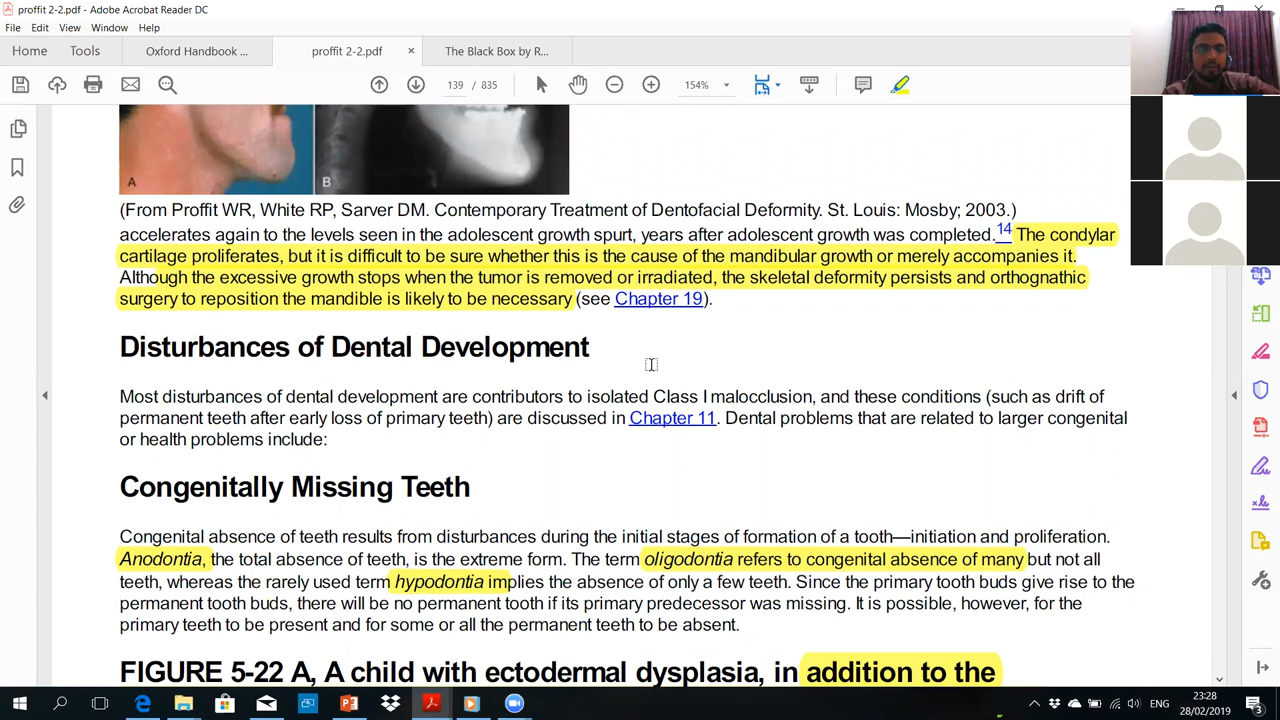 proffit 2-2.pdf - Adobe Acrobat Reader DC
File Edit View Window Help
Home Tools Oxford Handbook ... proffit 2-2.pdf × The Black Box by R...
139 / 835 154%
A B
(From Proffit WR, White RP, Sarver DM. Contemporary Treatment of Dentofacial Deformity. St. Louis: Mosby; 2003.)
accelerates again to the levels seen in the adolescent growth spurt, years after adolescent growth was completed.14 The condylar
cartilage proliferates, but it is difficult to be sure whether this is the cause of the mandibular growth or merely accompanies it.
Although the excessive growth stops when the tumor is removed or irradiated, the skeletal deformity persists and orthognathic
surgery to reposition the mandible is likely to be necessary (see Chapter 19).
Disturbances of Dental Development
Most disturbances of dental development are contributors to isolated Class I malocclusion, and these conditions (such as drift of
permanent teeth after early loss of primary teeth) are discussed in Chapter 11. Dental problems that are related to larger congenital
or health problems include:
Congenitally Missing Teeth
Congenital absence of teeth results from disturbances during the initial stages of formation of a tooth—initiation and proliferation.
Anodontia, the total absence of teeth, is the extreme form. The term oligodontia refers to congenital absence of many but not all
teeth, whereas the rarely used term hypodontia implies the absence of only a few teeth. Since the primary tooth buds give rise to the
permanent tooth buds, there will be no permanent tooth if its primary predecessor was missing. It is possible, however, for the
primary teeth to be present and for some or all the permanent teeth to be absent.
FIGURE 5-22 A, A child with ectodermal dysplasia, in addition to the
ENG
23:28
28/02/2019
3